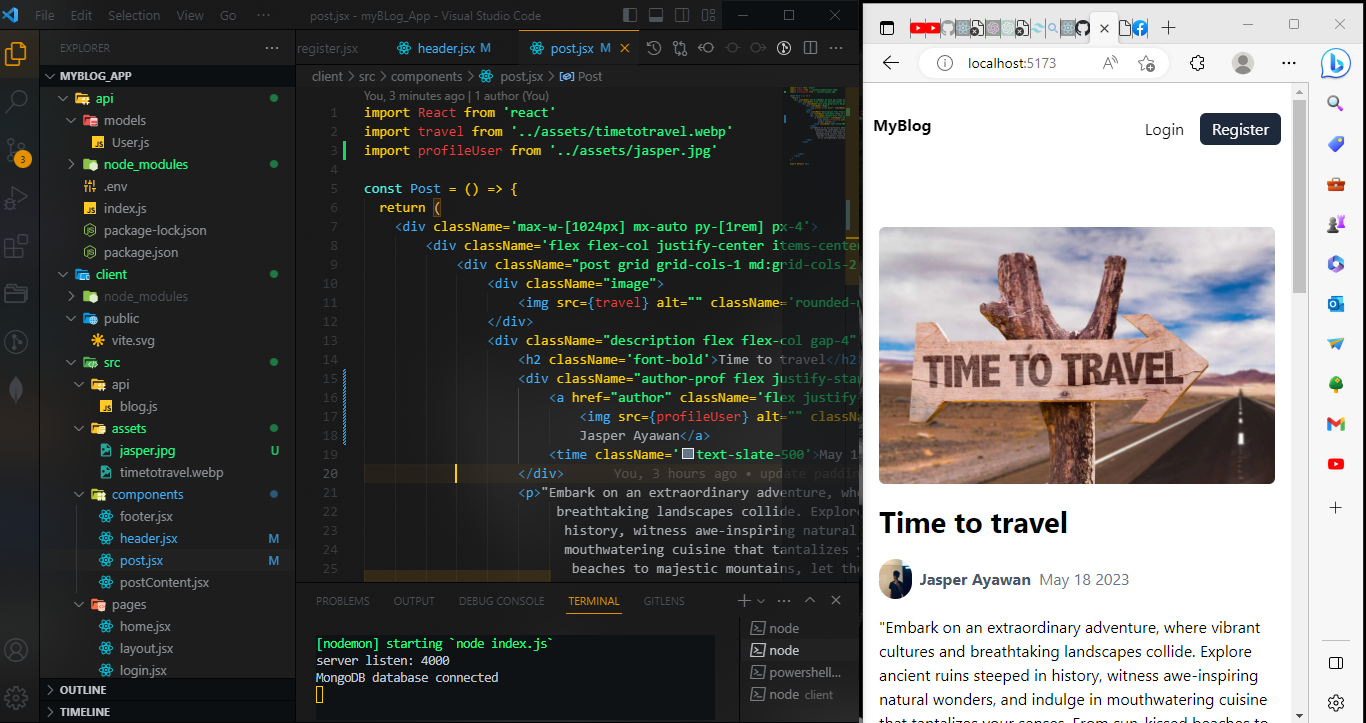 File Edit Selection View Go ··· post.jsx - myBLog_App - Visual Studio Code
EXPLORER ···
MYBLOG_APP
api
models
User.js
node_modules
.env
index.js
package-lock.json
package.json
client
node_modules
public
vite.svg
src
api
blog.js
assets
jasper.jpg U
timetotravel.webp
components
footer.jsx
header.jsx M
post.jsx M
postContent.jsx
pages
home.jsx
layout.jsx
login.jsx
OUTLINE
TIMELINE
3
register.jsx header.jsx M post.jsx M
client > src > components > post.jsx > Post
You, 3 minutes ago | 1 author (You)
1 import React from 'react'
2 import travel from '../assets/timetotravel.webp'
3 import profileUser from '../assets/jasper.jpg'
4
5 const Post = () => {
6 return (
7 <div className='max-w-[1024px] mx-auto py-[1rem] px-4'>
8 <div className='flex flex-col justify-center items-center
9 <div className="post grid grid-cols-1 md:grid-cols-2
10 <div className="image">
11 <img src={travel} alt="" className='rounded-
12 </div>
13 <div className="description flex flex-col gap-4"
14 <h2 className='font-bold'>Time to travel</h2
15 <div className="author-prof flex justify-star
16 <a href="author" className='flex justify
17 <img src={profileUser} alt="" classNa
18 Jasper Ayawan</a>
19 <time className='text-slate-500'>May 1
20 </div> You, 3 hours ago • update paddin
21 <p>"Embark on an extraordinary adventure, whe
22 breathtaking landscapes collide. Explore
23 history, witness awe-inspiring natural
24 mouthwatering cuisine that tantalizes y
25 beaches to majestic mountains, let the
PROBLEMS OUTPUT DEBUG CONSOLE TERMINAL GITLENS
[nodemon] starting `node index.js`
server listen: 4000
MongoDB database connected
node
node
powershell...
node client
localhost:5173
MyBlog
Login Register
TIME TO TRAVEL
Time to travel
Jasper Ayawan May 18 2023
"Embark on an extraordinary adventure, where vibrant
cultures and breathtaking landscapes collide. Explore
ancient ruins steeped in history, witness awe-inspiring
natural wonders, and indulge in mouthwatering cuisine
that tantalizes your senses. From sun-kissed beaches to